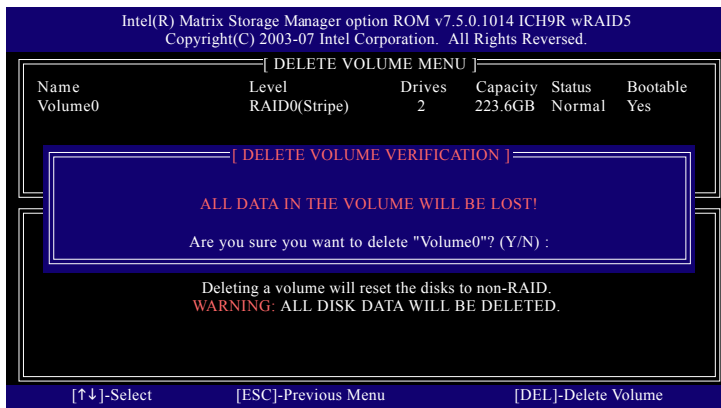 Intel(R) Matrix Storage Manager option ROM v7.5.0.1014 ICH9R wRAID5
Copyright(C) 2003-07 Intel Corporation.  All Rights Reversed.
[ DELETE VOLUME MENU ]
Name Level Drives Capacity Status Bootable
Volume0 RAID0(Stripe) 2 223.6GB Normal Yes
[ DELETE VOLUME VERIFICATION ]
ALL DATA IN THE VOLUME WILL BE LOST!
Are you sure you want to delete "Volume0"? (Y/N) :
Deleting a volume will reset the disks to non-RAID.
WARNING: ALL DISK DATA WILL BE DELETED.
[↑↓]-Select [ESC]-Previous Menu [DEL]-Delete Volume